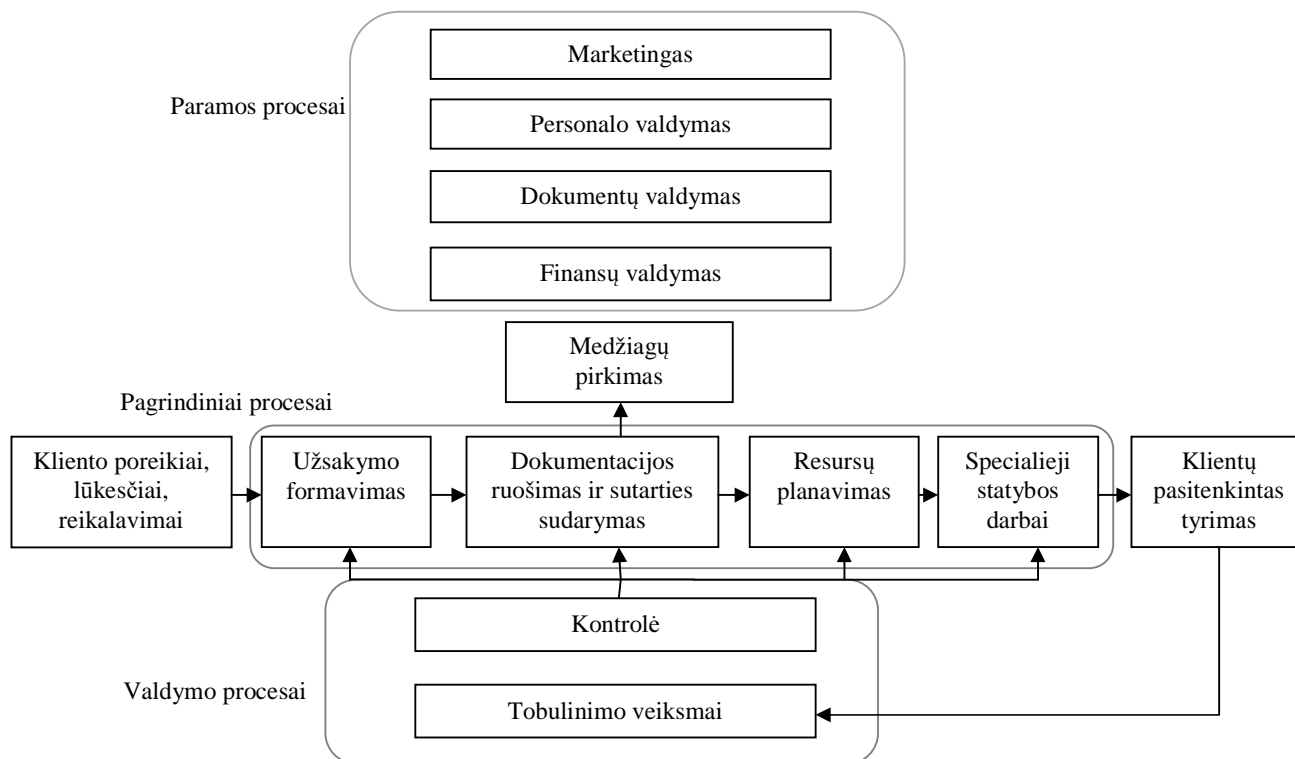 Marketingas
Paramos procesai
Personalo valdymas
Dokumentų valdymas
Finansų valdymas
Medžiagų
pirkimas
Pagrindiniai procesai
Kliento poreikiai,
lūkesčiai,
reikalavimai
Užsakymo
formavimas
Dokumentacijos
ruošimas ir sutarties
sudarymas
Resursų
planavimas
Specialieji
statybos
darbai
Klientų
pasitenkintas
tyrimas
Kontrolė
Valdymo procesai
Tobulinimo veiksmai